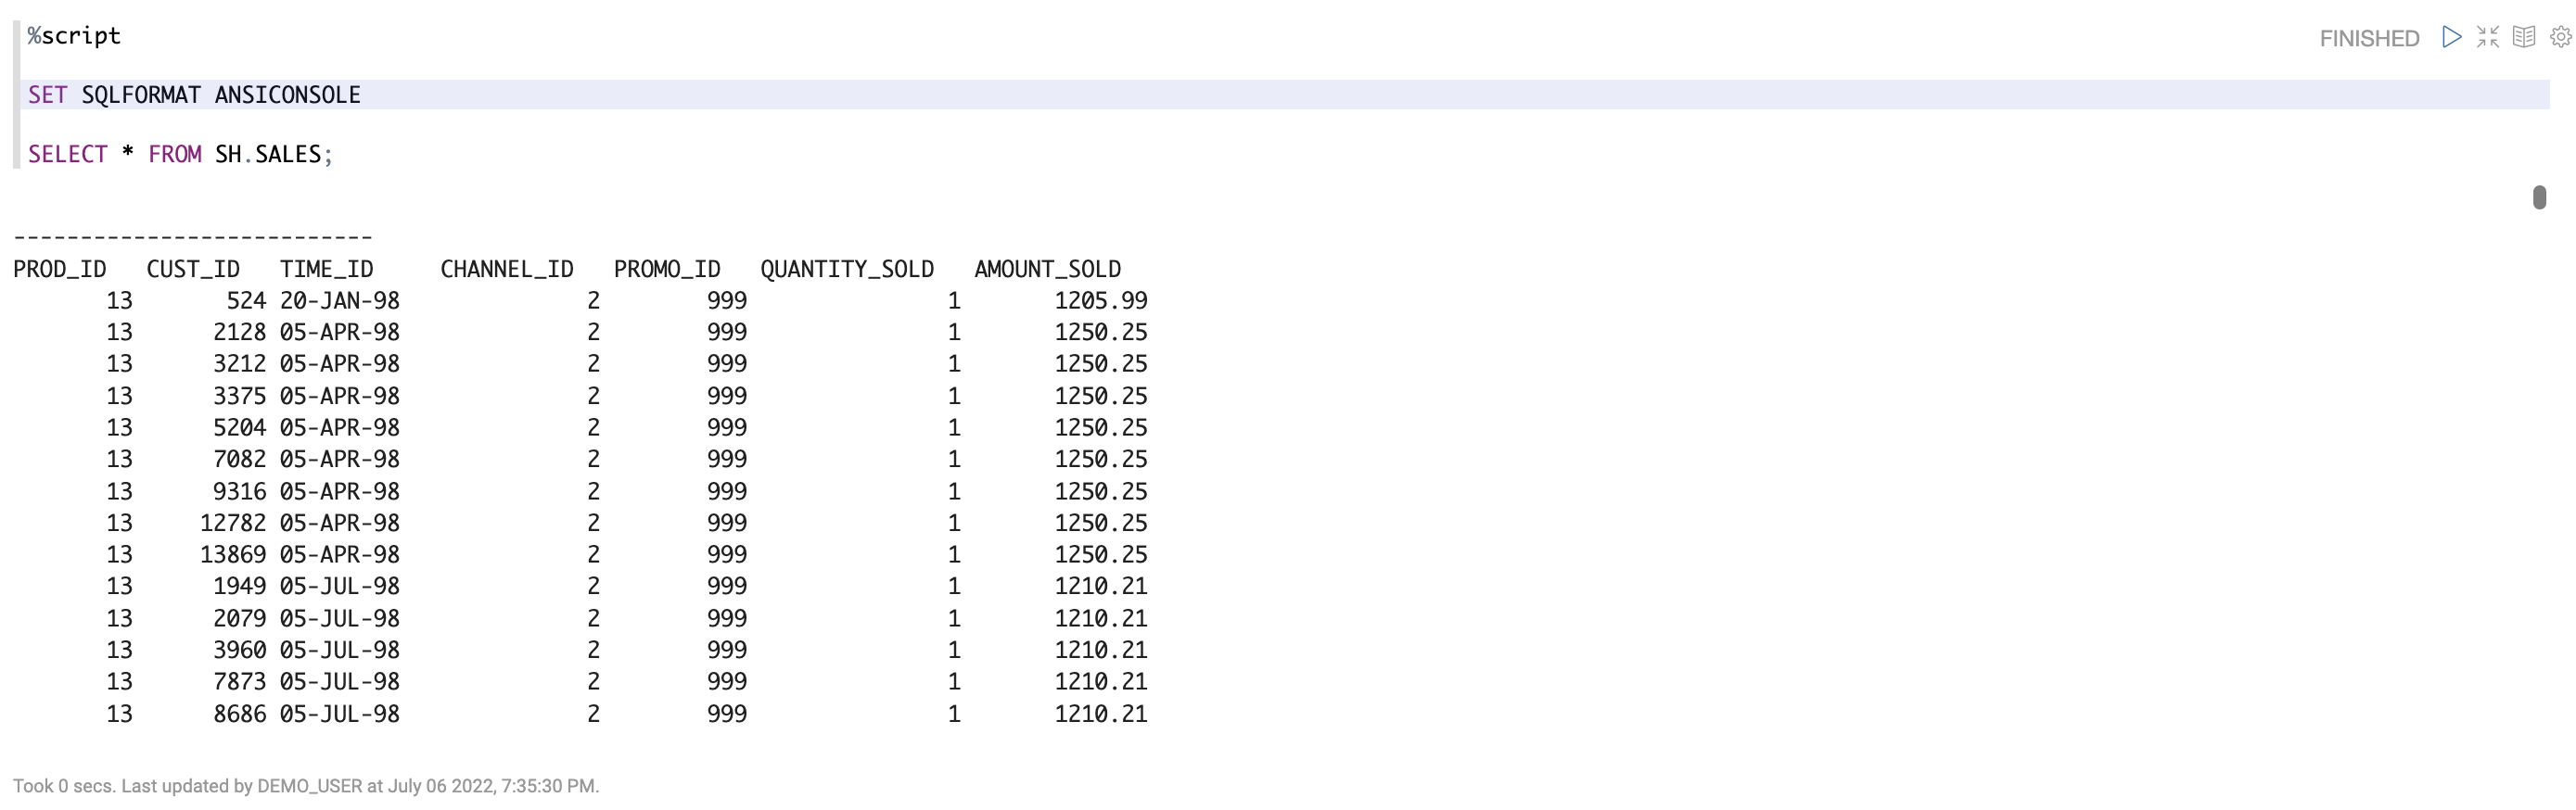 %script
FINISHED
SET SQLFORMAT ANSICONSOLE
SELECT * FROM SH.SALES;
---------------------------
PROD_ID CUST_ID TIME_ID CHANNEL_ID PROMO_ID QUANTITY_SOLD AMOUNT_SOLD
13 524 20-JAN-98 2 999 1 1205.99
13 2128 05-APR-98 2 999 1 1250.25
13 3212 05-APR-98 2 999 1 1250.25
13 3375 05-APR-98 2 999 1 1250.25
13 5204 05-APR-98 2 999 1 1250.25
13 7082 05-APR-98 2 999 1 1250.25
13 9316 05-APR-98 2 999 1 1250.25
13 12782 05-APR-98 2 999 1 1250.25
13 13869 05-APR-98 2 999 1 1250.25
13 1949 05-JUL-98 2 999 1 1210.21
13 2079 05-JUL-98 2 999 1 1210.21
13 3960 05-JUL-98 2 999 1 1210.21
13 7873 05-JUL-98 2 999 1 1210.21
13 8686 05-JUL-98 2 999 1 1210.21
Took 0 secs. Last updated by DEMO_USER at July 06 2022, 7:35:30 PM.